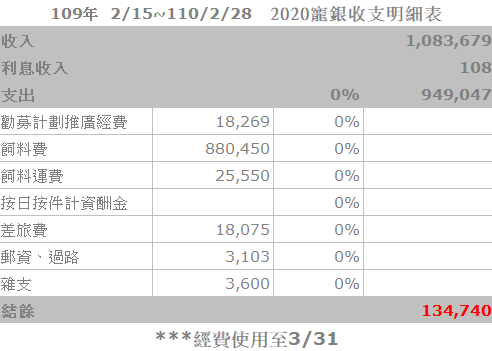 109年 2/15~110/2/28 2020寵銀收支明細表
收入 1,083,679
利息收入 108
支出 0% 949,047
勸募計劃推廣經費 18,269 0%
飼料費 880,450 0%
飼料運費 25,550 0%
按日按件計資酬金 0%
差旅費 18,075 0%
郵資、過路 3,103 0%
雜支 3,600 0%
結餘 134,740
***經費使用至3/31